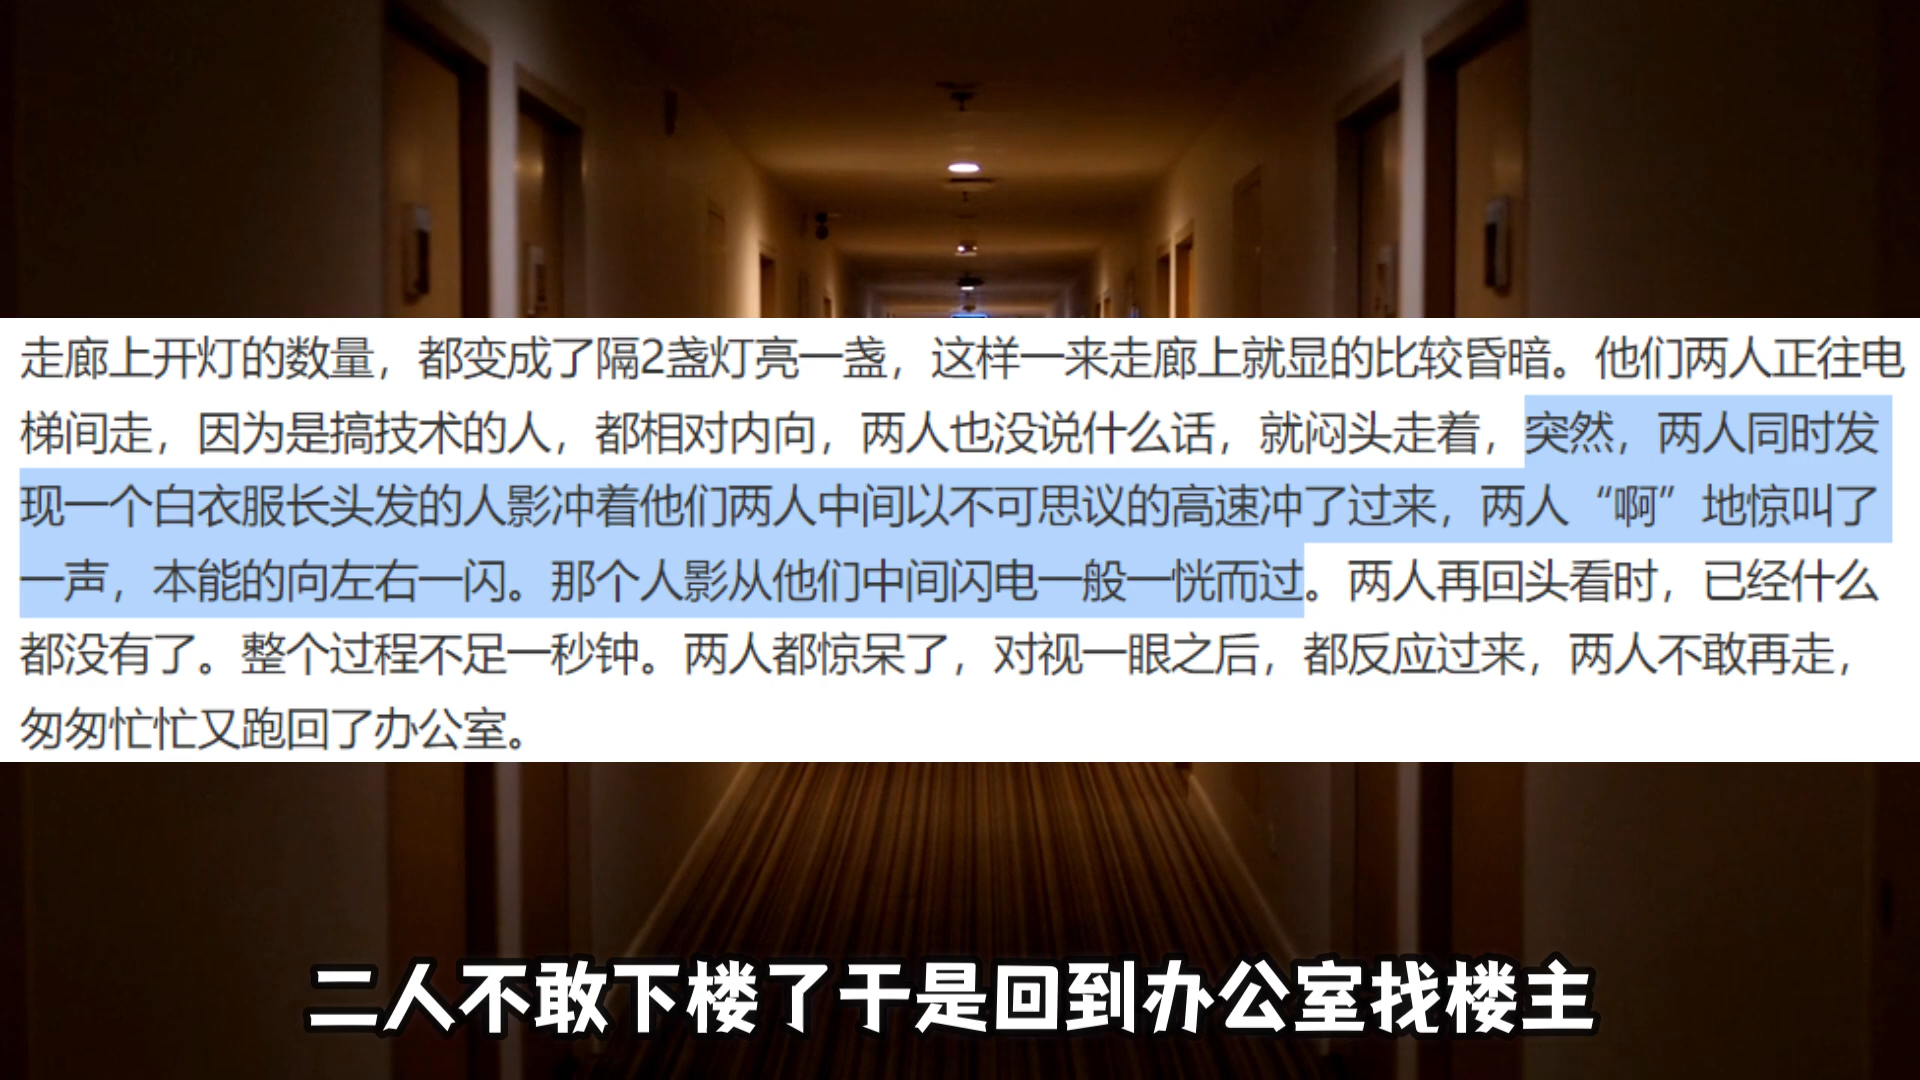 走廊上开灯的数量，都变成了隔2盏灯亮一盏，这样一来走廊上就显的比较昏暗。他们两人正往电
梯间走，因为是搞技术的人，都相对内向，两人也没说什么话，就闷头走着，突然，两人同时发
现一个白衣服长头发的人影冲着他们两人中间以不可思议的高速冲了过来，两人“啊”地惊叫了
一声，本能的向左右一闪。那个人影从他们中间闪电一般一恍而过。两人再回头看时，已经什么
都没有了。整个过程不足一秒钟。两人都惊呆了，对视一眼之后，都反应过来，两人不敢再走，
匆匆忙忙又跑回了办公室。
二人不敢下楼了于是回到办公室找楼主